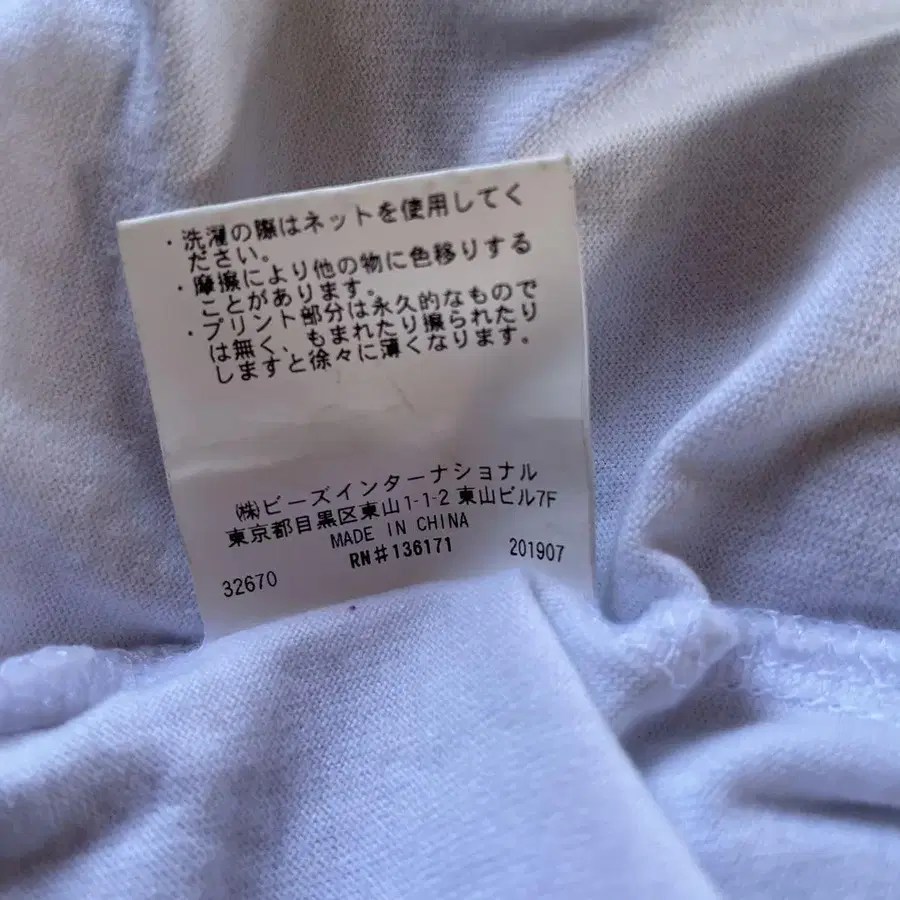 ・洗濯の際はネットを使用してく
ださい。
・摩擦により他の物に色移りする
ことがあります。
・プリント部分は永久的なもので
は無く、もまれたり擦られたり
しますと徐々に薄くなります。
㈱ビーズインターナショナル
東京都目黒区東山1-1-2 東山ビル7F
MADE IN CHINA
RN#136171
32670 201907